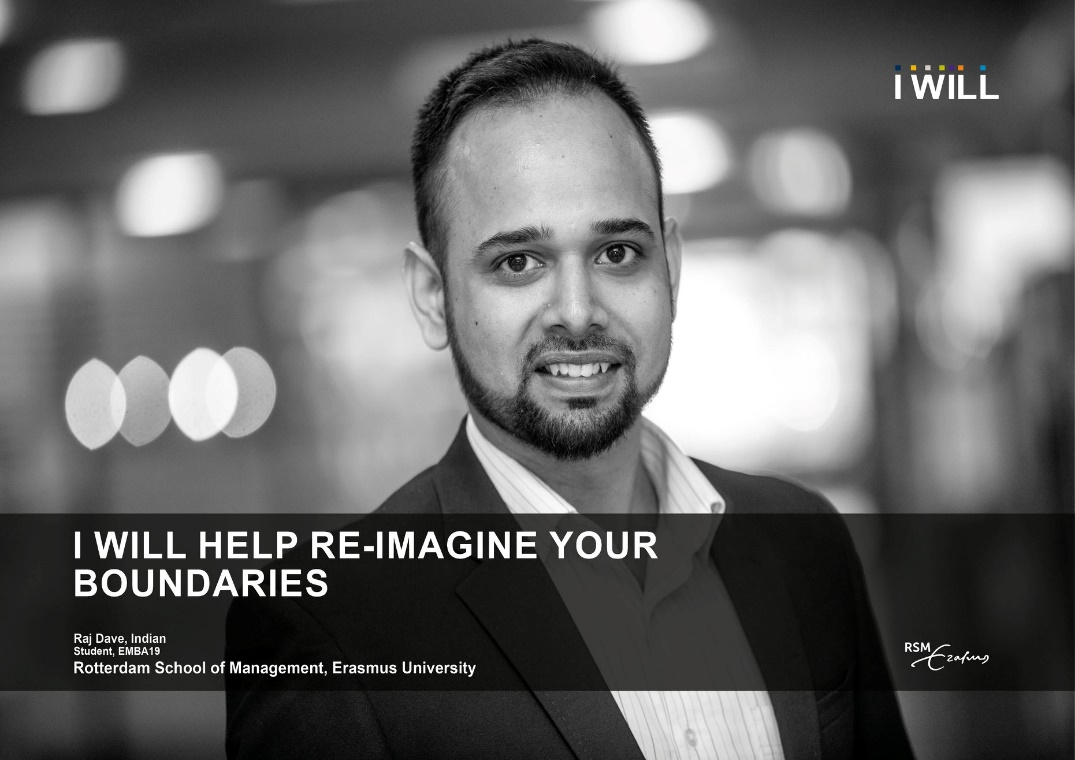 I WILL
I WILL HELP RE-IMAGINE YOUR
BOUNDARIES
Raj Dave, Indian
Student, EMBA19
Rotterdam School of Management, Erasmus University
RSM
Erasmus